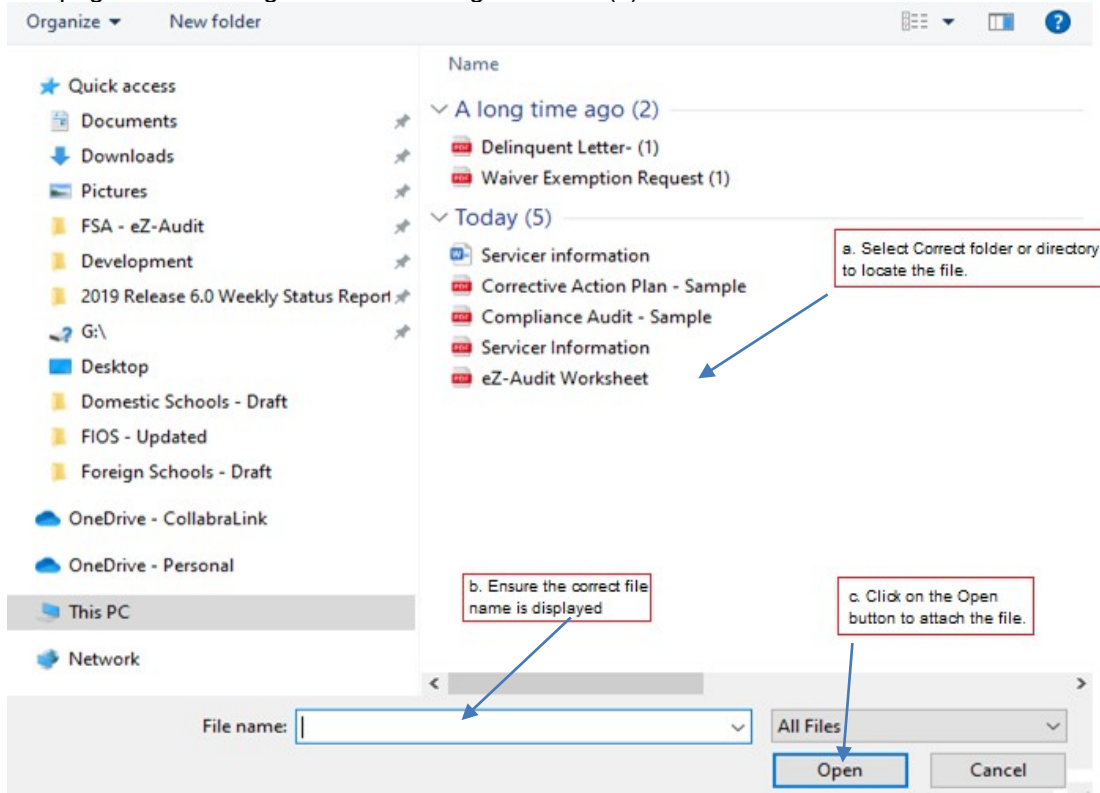 Organize New folder
Quick access
Documents
Downloads
Pictures
FSA - eZ-Audit
Development
2019 Release 6.0 Weekly Status Report
G:\
Desktop
Domestic Schools - Draft
FIOS - Updated
Foreign Schools - Draft
OneDrive - CollabraLink
OneDrive - Personal
This PC
Network
Name
A long time ago (2)
Delinquent Letter- (1)
Waiver Exemption Request (1)
Today (5)
Servicer information
Corrective Action Plan - Sample
Compliance Audit - Sample
Servicer Information
eZ-Audit Worksheet
a. Select Correct folder or directory
to locate the file.
b. Ensure the correct file
name is displayed
c. Click on the Open
button to attach the file.
File name:
All Files
Open Cancel